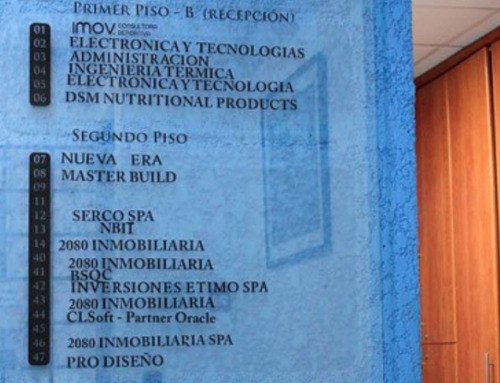 PRIMER PISO - B (RECEPCIÓN)
01 imov CONSULTORA DEPORTIVA
02 ELECTRONICA Y TECNOLOGIAS
03 ADMINISTRACION
04 INGENIERIA TERMICA
05 ELECTRONICA Y TECNOLOGIA
06 DSM NUTRITIONAL PRODUCTS
SEGUNDO PISO
07 NUEVA ERA
08 MASTER BUILD
09
11
12 SERCO SPA
13 NBIT
14 2080 INMOBILIARIA
40 2080 INMOBILIARIA
41 BSQC
42 INVERSIONES ETIMO SPA
43 2080 INMOBILIARIA
44 CLSoft - Partner Oracle
45
46 2080 INMOBILIARIA SPA
47 PRO DISEÑO